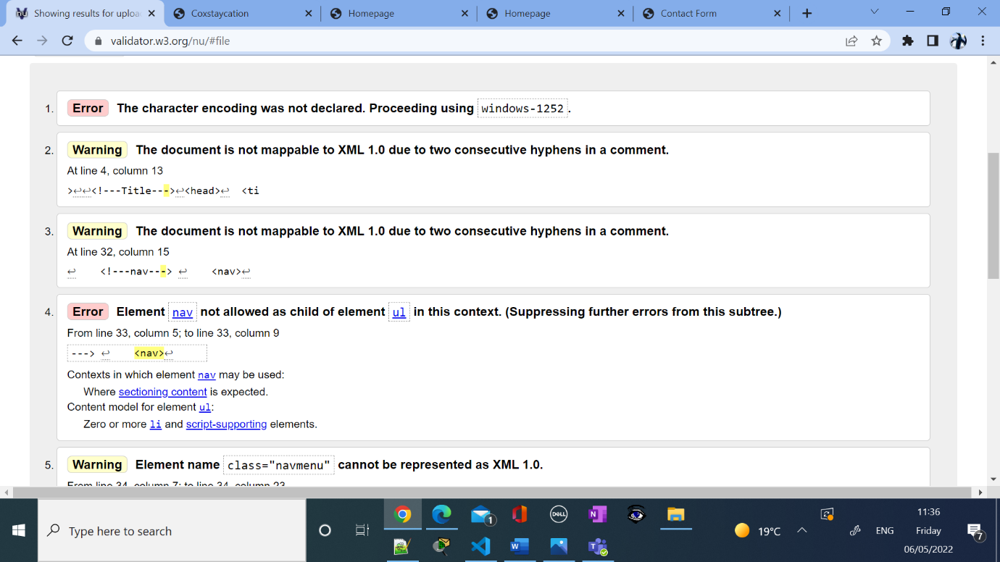 Showing results for uploa
Coxstaycation
Homepage
Homepage
Contact Form
validator.w3.org/nu/#file
1. Error The character encoding was not declared. Proceeding using windows-1252.
2. Warning The document is not mappable to XML 1.0 due to two consecutive hyphens in a comment.
At line 4, column 13
>↩↩<!---Title--->↩<head>↩  <ti
3. Warning The document is not mappable to XML 1.0 due to two consecutive hyphens in a comment.
At line 32, column 15
↩    <!---nav---> ↩    <nav>↩
4. Error Element nav not allowed as child of element ul in this context. (Suppressing further errors from this subtree.)
From line 33, column 5; to line 33, column 9
---> ↩    <nav>↩
Contexts in which element nav may be used:
Where sectioning content is expected.
Content model for element ul:
Zero or more li and script-supporting elements.
5. Warning Element name class="navmenu" cannot be represented as XML 1.0.
From line 34, column 7; to line 34, column 23
Type here to search
1
DELL
N
W
T
19°C
ENG
11:36
Friday
06/05/2022
7